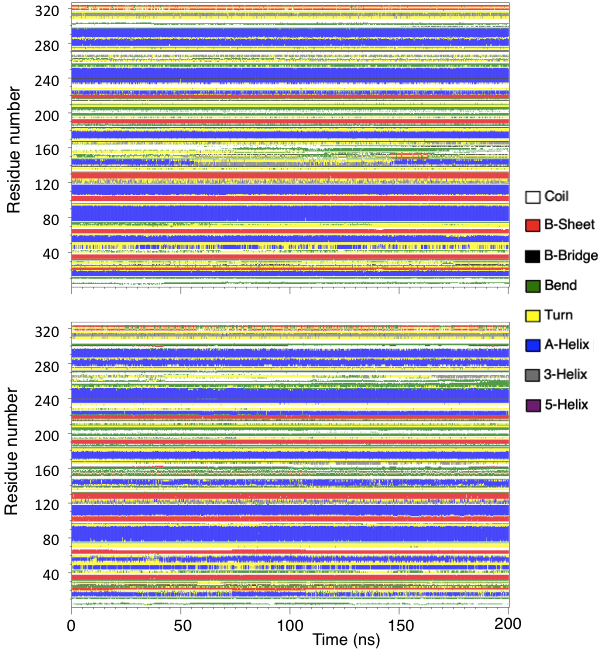 320
280
240
200
160
120
80
40
Residue number
Coil
B-Sheet
B-Bridge
Bend
Turn
A-Helix
3-Helix
5-Helix
320
280
240
200
160
120
80
40
Residue number
0 50 100 150 200
Time (ns)